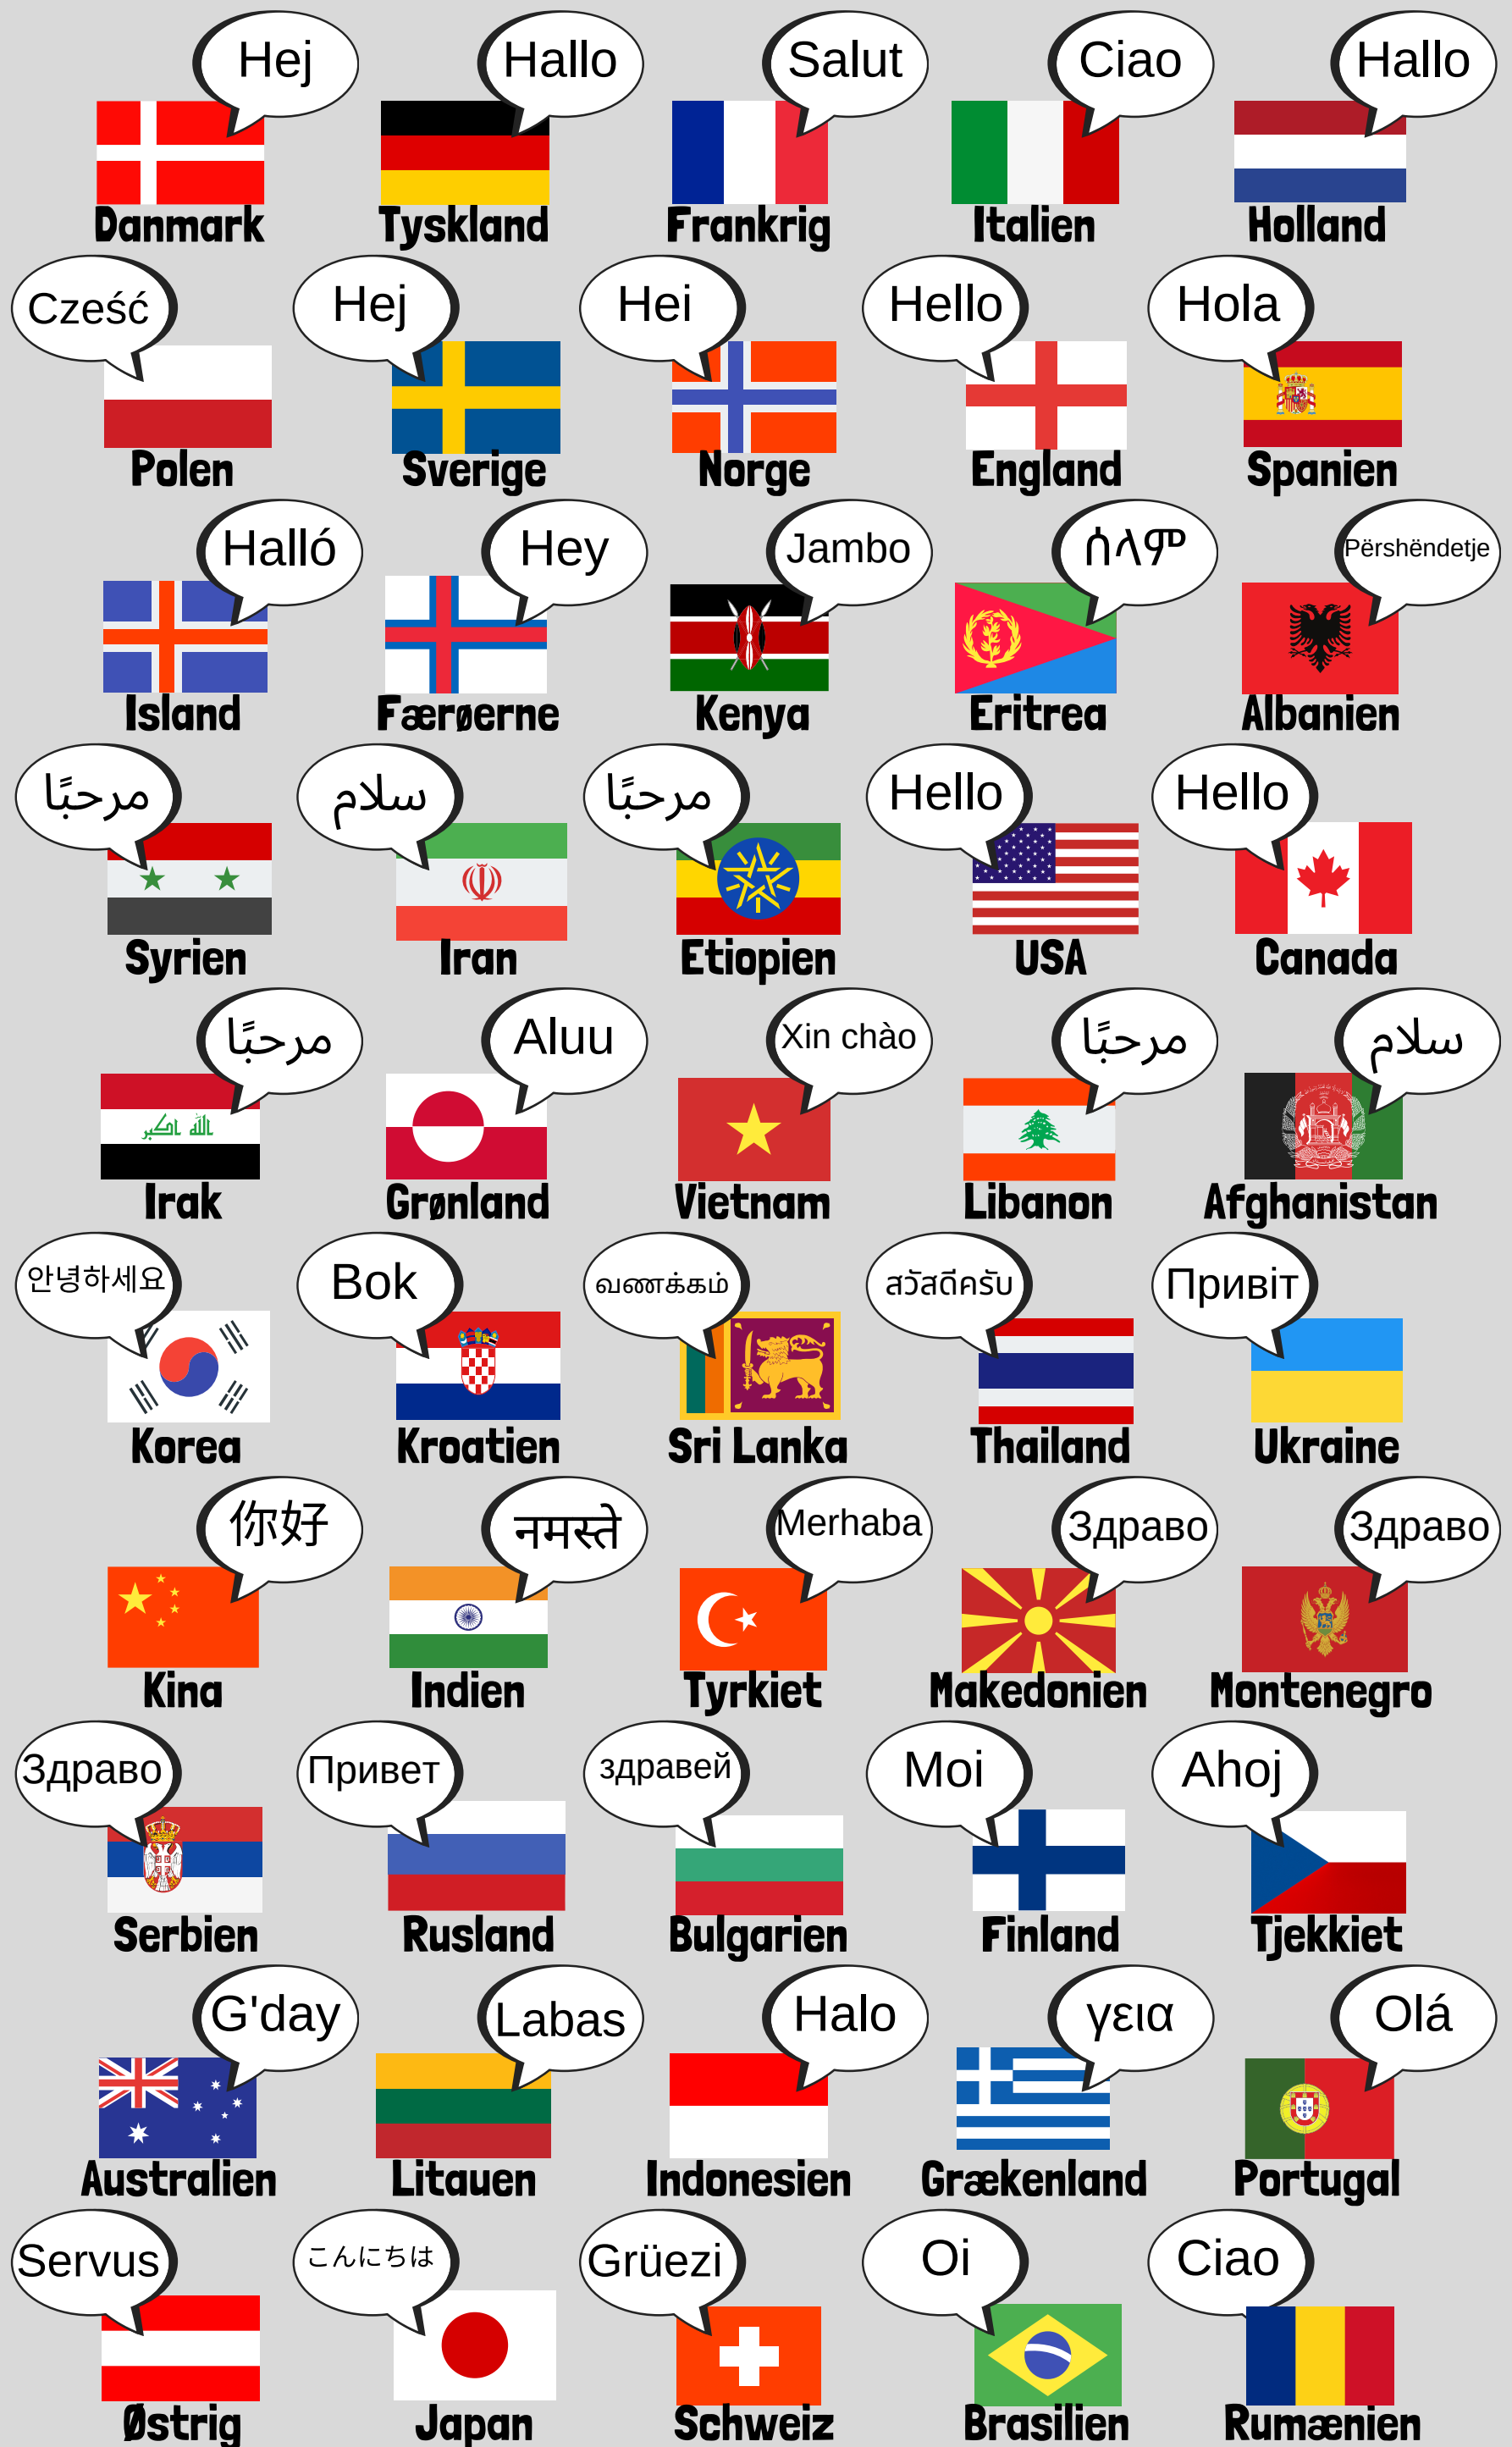 Hej Hallo Salut Ciao Hallo
Danmark Tyskland Frankrig Italien Holland
Cześć Hej Hei Hello Hola
Polen Sverige Norge England Spanien
Halló Hey Jambo ሰላም Përshëndetje
Island Færøerne Kenya Eritrea Albanien
مرحبًا سلام مرحبًا Hello Hello
Syrien Iran Etiopien USA Canada
مرحبًا Aluu Xin chào مرحبًا سلام
الله اكبر
Irak Grønland Vietnam Libanon Afghanistan
안녕하세요 Bok வணக்கம் สวัสดีครับ Привіт
Korea Kroatien Sri Lanka Thailand Ukraine
你好 नमस्ते Merhaba Здраво Здраво
Kina Indien Tyrkiet Makedonien Montenegro
Здраво Привет здравей Moi Ahoj
Serbien Rusland Bulgarien Finland Tjekkiet
G'day Labas Halo γεια Olá
Australien Litauen Indonesien Grækenland Portugal
Servus こんにちは Grüezi Oi Ciao
Østrig Japan Schweiz Brasilien Rumænien